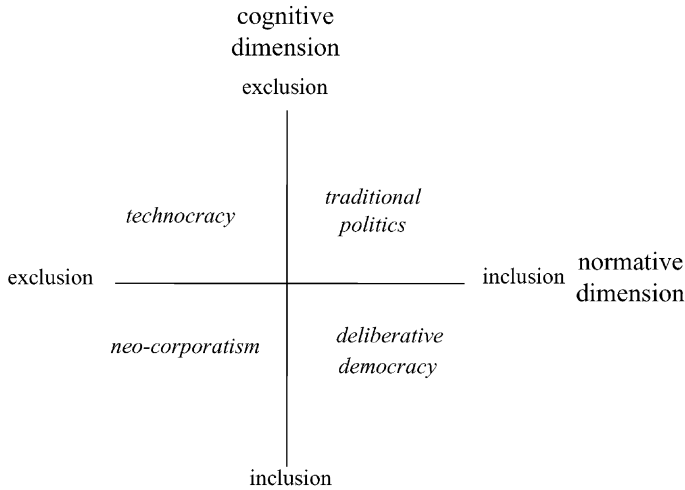 cognitive
dimension
exclusion
technocracy
traditional
politics
exclusion
inclusion
normative
dimension
neo-corporatism
deliberative
democracy
inclusion